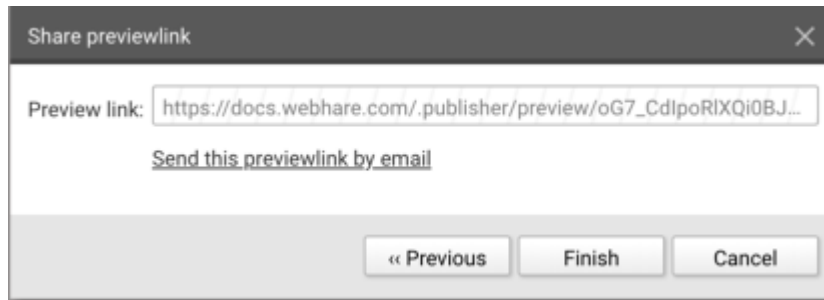 Share previewlink
Preview link: https://docs.webhare.com/.publisher/preview/oG7_CdIpoRlXQi0BJ...
Send this previewlink by email
‹‹ Previous Finish Cancel